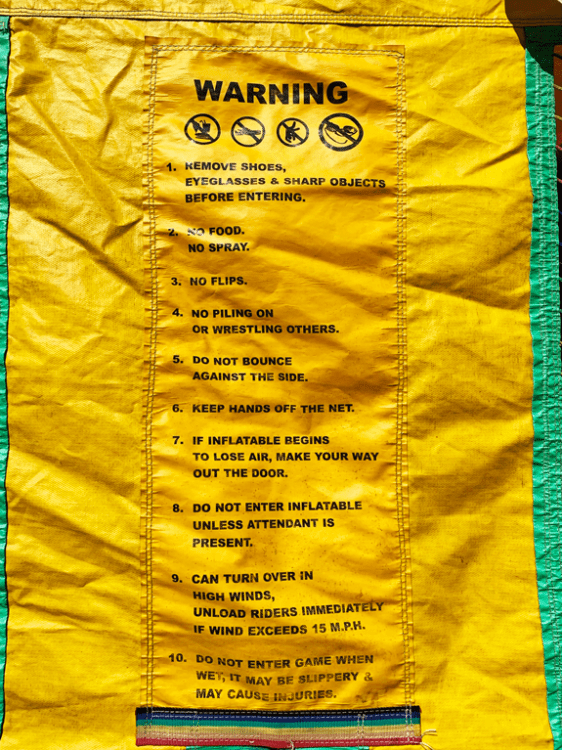 WARNING
1. REMOVE SHOES,
EYEGLASSES & SHARP OBJECTS
BEFORE ENTERING.
2. NO FOOD.
NO SPRAY.
3. NO FLIPS.
4. NO PILING ON
OR WRESTLING OTHERS.
5. DO NOT BOUNCE
AGAINST THE SIDE.
6. KEEP HANDS OFF THE NET.
7. IF INFLATABLE BEGINS
TO LOSE AIR, MAKE YOUR WAY
OUT THE DOOR.
8. DO NOT ENTER INFLATABLE
UNLESS ATTENDANT IS
PRESENT.
9. CAN TURN OVER IN
HIGH WINDS,
UNLOAD RIDERS IMMEDIATELY
IF WIND EXCEEDS 15 M.P.H.
10. DO NOT ENTER GAME WHEN
WET, IT MAY BE SLIPPERY &
MAY CAUSE INJURIES.